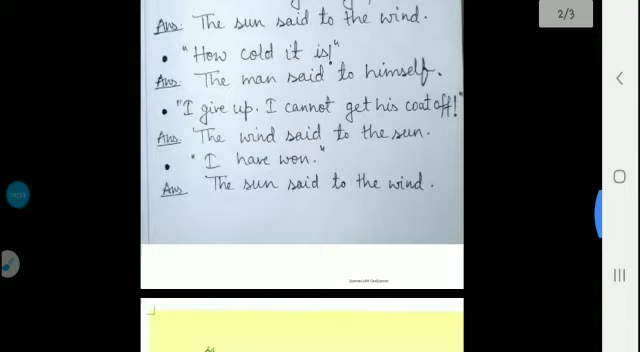 2/3
Ans: The sun said to the wind.
• "How cold it is!"
Ans: The man said to himself.
• "I give up. I cannot get his coat off!"
Ans: The wind said to the sun.
• "I have won."
Ans The sun said to the wind.